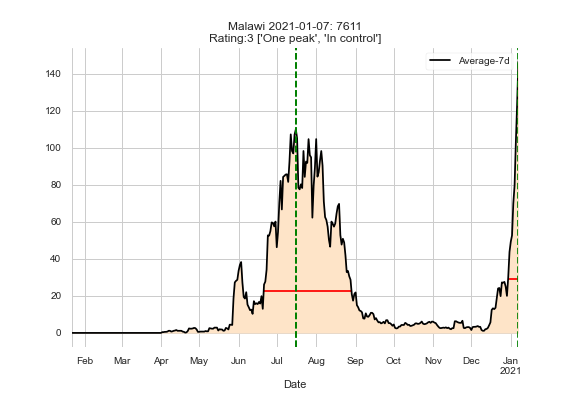 Malawi 2021-01-07: 7611
Rating:3 ['One peak', 'In control']
Average-7d
140
120
100
80
60
40
20
0
Feb Mar Apr May Jun Jul Aug Sep Oct Nov Dec Jan
2021
Date